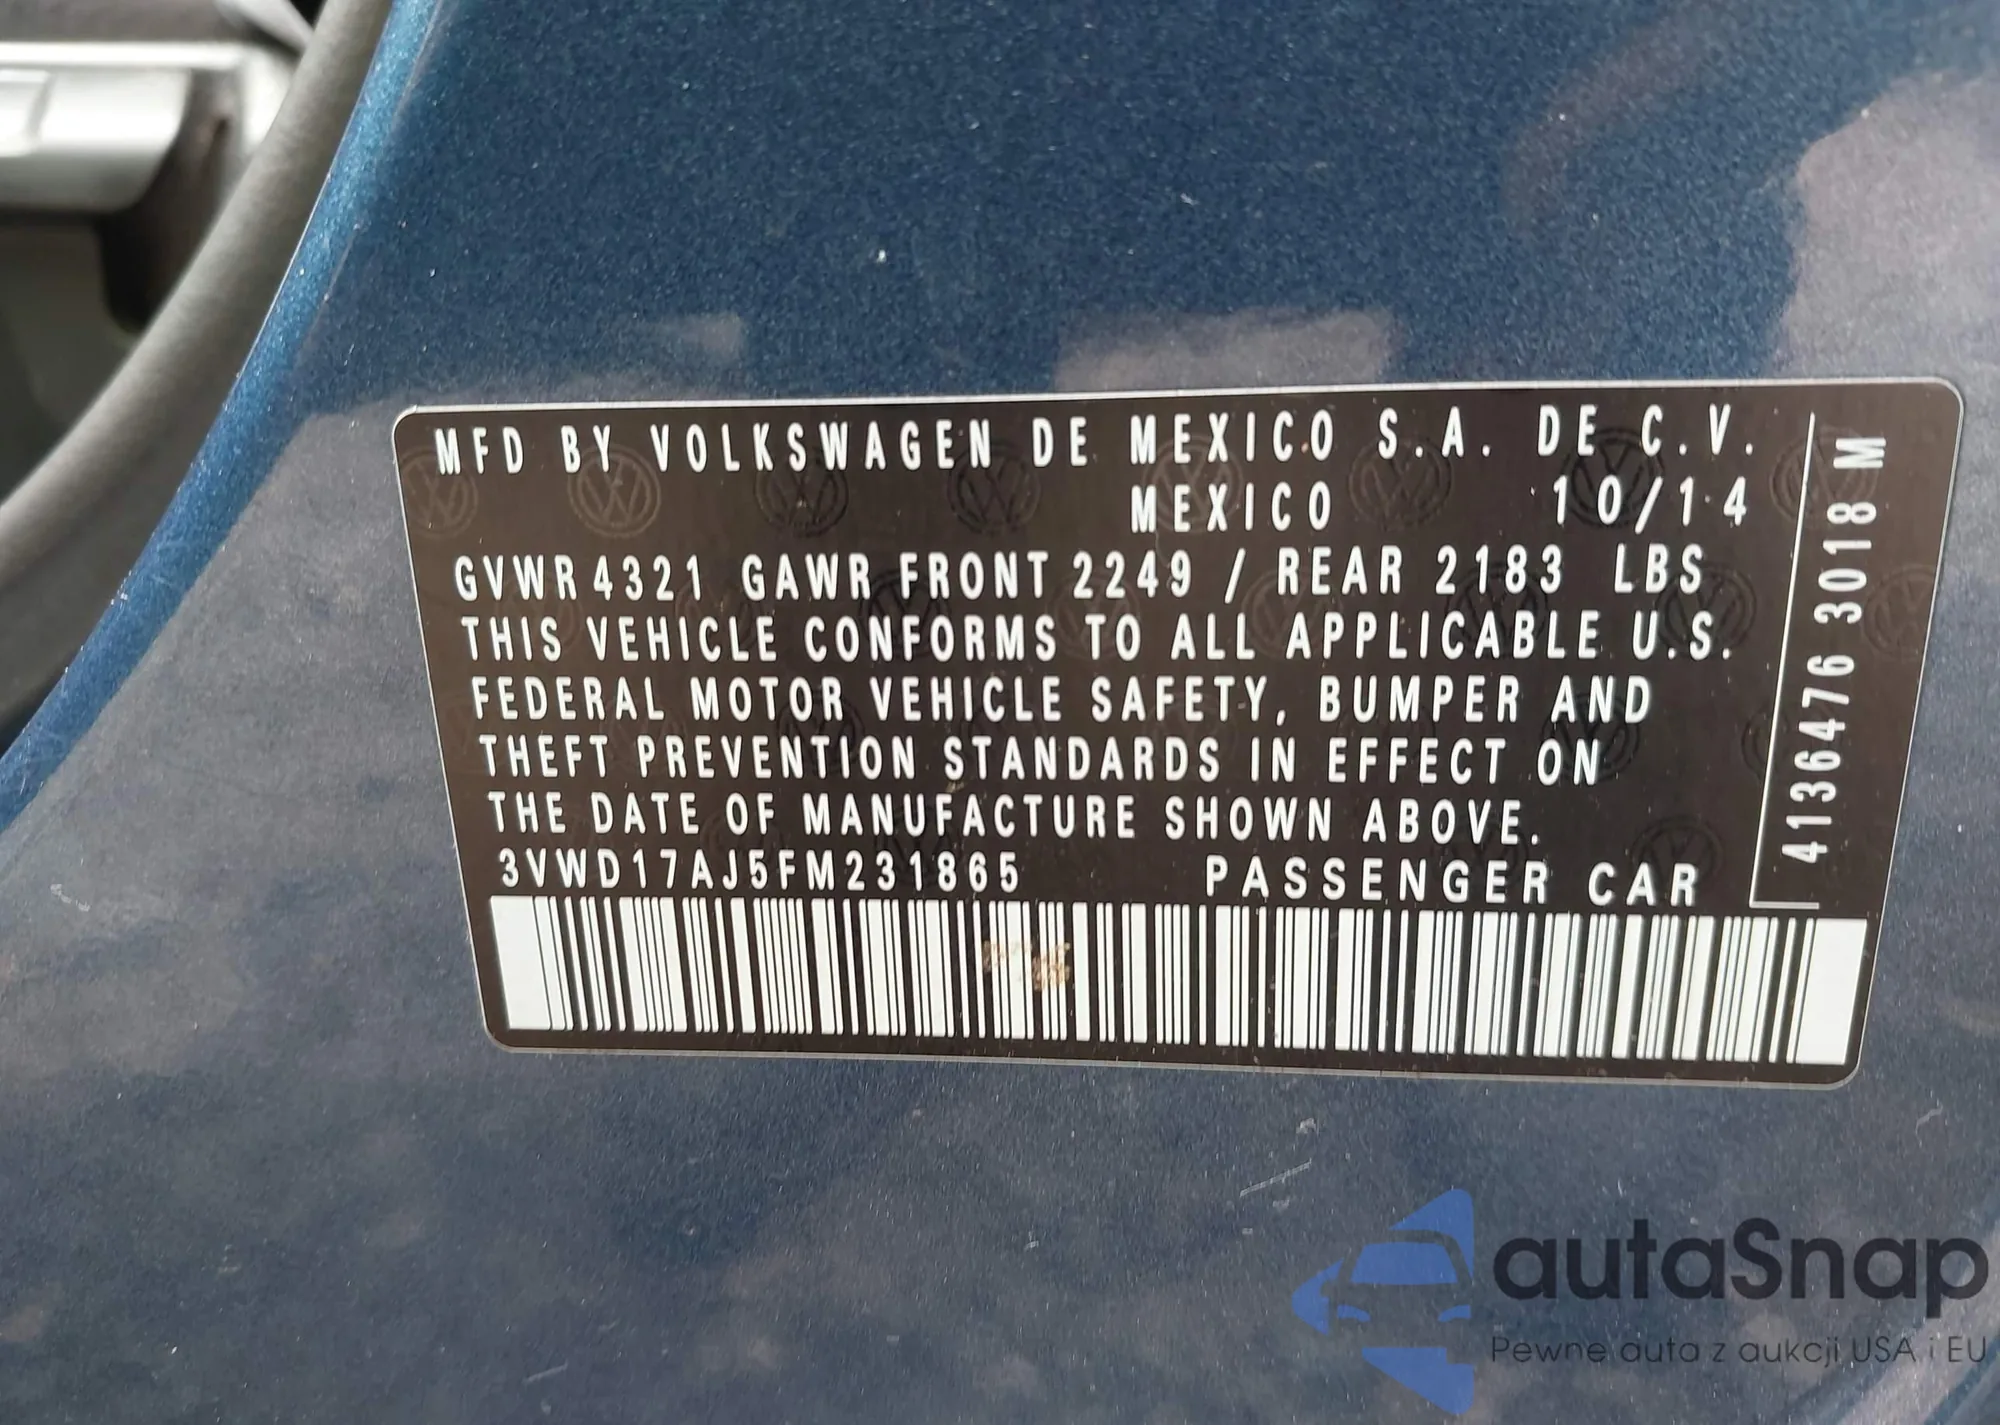 MFD BY VOLKSWAGEN DE MEXICO S.A. DE C.V.
MEXICO 10/14
GVWR 4321 GAWR FRONT 2249 / REAR 2183 LBS
THIS VEHICLE CONFORMS TO ALL APPLICABLE U.S.
FEDERAL MOTOR VEHICLE SAFETY, BUMPER AND
THEFT PREVENTION STANDARDS IN EFFECT ON
THE DATE OF MANUFACTURE SHOWN ABOVE.
3VWD17AJ5FM231865 PASSENGER CAR
4136476 3018 M
autaSnap
Pewne auta z aukcji USA i EU